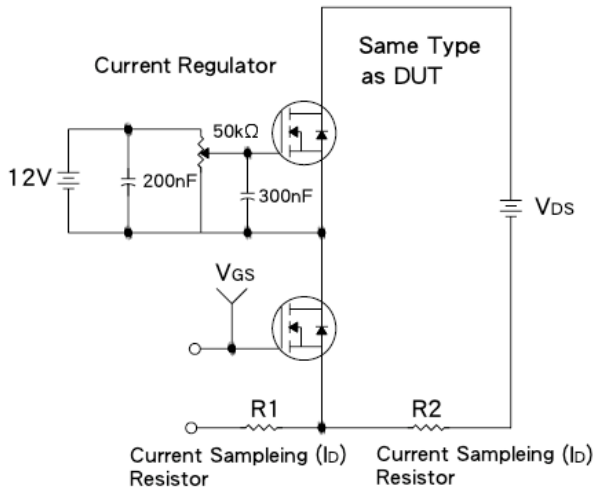 Same Type
as DUT
Current Regulator
50kΩ
12V
200nF
300nF
VDS
VGS
R1
R2
Current Sampleing (ID)
Resistor
Current Sampleing (ID)
Resistor